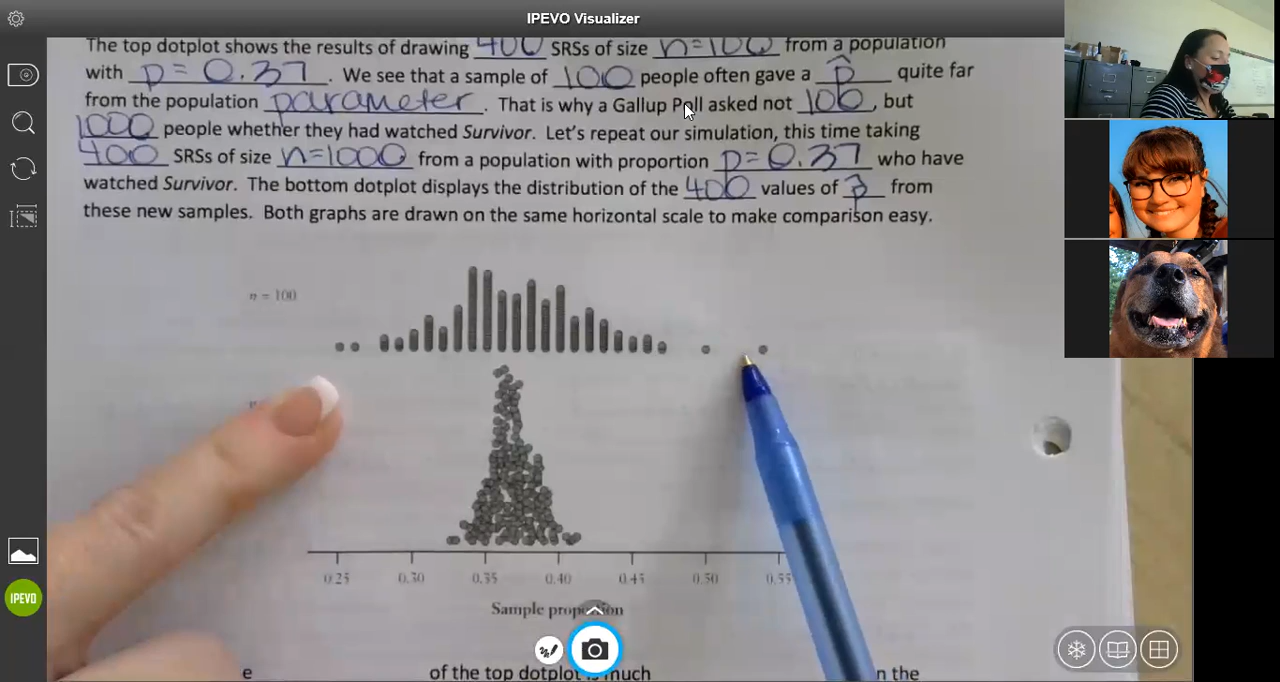 IPEVO Visualizer
The top dotplot shows the results of drawing 400 SRSs of size n=100 from a population
with p = 0.37. We see that a sample of 100 people often gave a p̂ quite far
from the population parameter. That is why a Gallup Poll asked not 100, but
1000 people whether they had watched Survivor. Let's repeat our simulation, this time taking
400 SRSs of size n=1000 from a population with proportion p=0.37 who have
watched Survivor. The bottom dotplot displays the distribution of the 400 values of p̂ from
these new samples. Both graphs are drawn on the same horizontal scale to make comparison easy.
n = 100
0.25 0.30 0.35 0.40 0.45 0.50 0.55
Sample proportion
of the top dotplot is much
n the
IPEVO